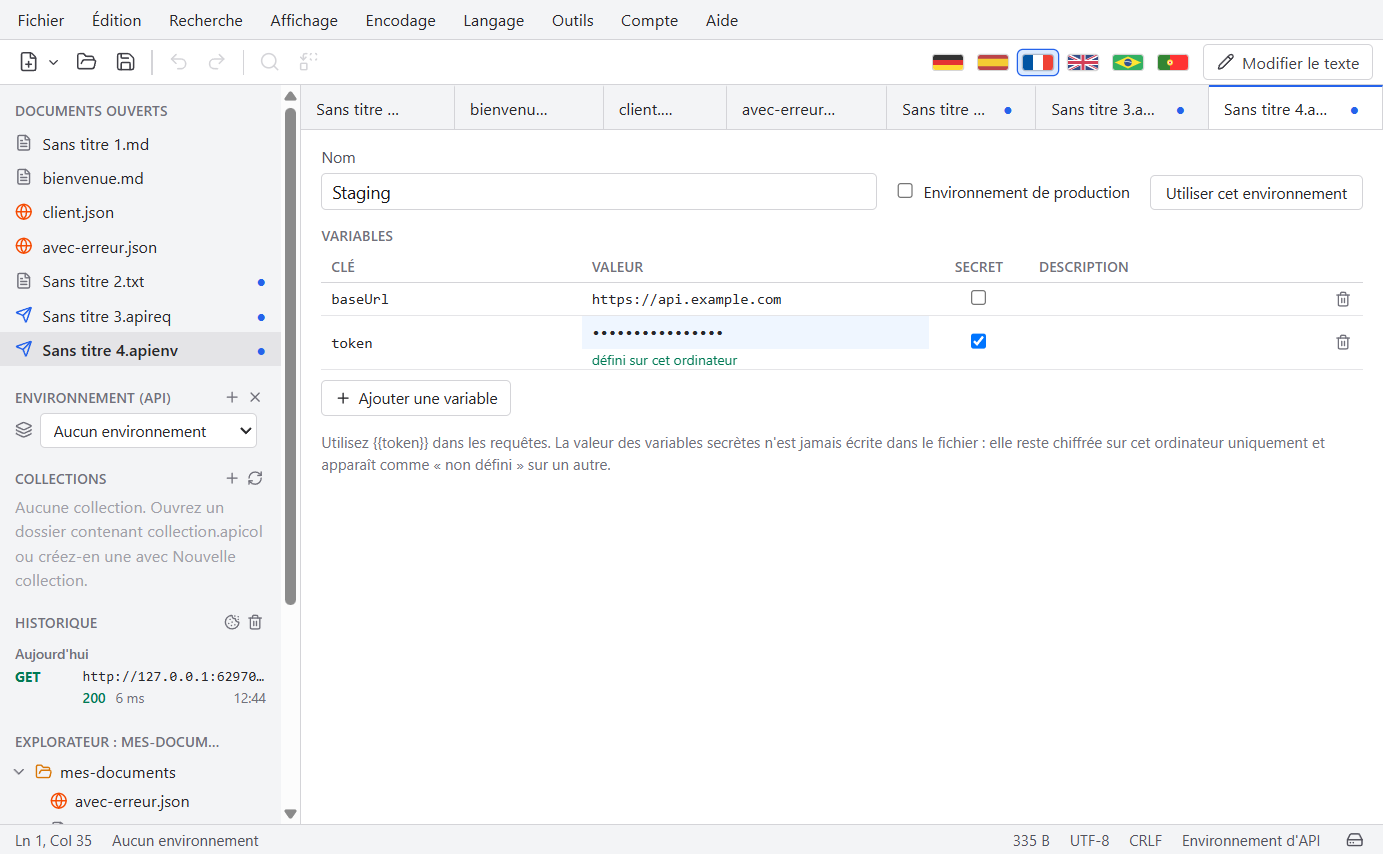 Fichier Édition Recherche Affichage Encodage Langage Outils Compte Aide
Modifier le texte
DOCUMENTS OUVERTS
Sans titre 1.md
bienvenue.md
client.json
avec-erreur.json
Sans titre 2.txt
Sans titre 3.apireq
Sans titre 4.apienv
ENVIRONNEMENT (API)
Aucun environnement
COLLECTIONS
Aucune collection. Ouvrez un
dossier contenant collection.apicol
ou créez-en une avec Nouvelle
collection.
HISTORIQUE
Aujourd'hui
GET http://127.0.0.1:62970…
200 6 ms 12:44
EXPLORATEUR : MES-DOCUM...
mes-documents
avec-erreur.json
Sans titre ... bienvenu... client.... avec-erreur... Sans titre ... Sans titre 3.a... Sans titre 4.a...
Nom
Staging
Environnement de production
Utiliser cet environnement
VARIABLES
CLÉ VALEUR SECRET DESCRIPTION
baseUrl https://api.example.com
token ••••••••••••••••
défini sur cet ordinateur
Ajouter une variable
Utilisez {{token}} dans les requêtes. La valeur des variables secrètes n'est jamais écrite dans le fichier : elle reste chiffrée sur cet ordinateur uniquement et
apparaît comme « non défini » sur un autre.
Ln 1, Col 35 Aucun environnement 335 B UTF-8 CRLF Environnement d'API